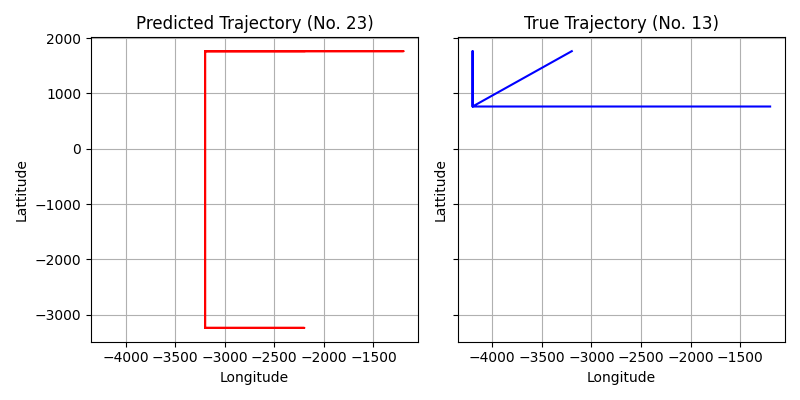 Predicted Trajectory (No. 23)
True Trajectory (No. 13)
2000
1000
0
−1000
−2000
−3000
Lattitude
Lattitude
−4000 −3500 −3000 −2500 −2000 −1500
−4000 −3500 −3000 −2500 −2000 −1500
Longitude
Longitude